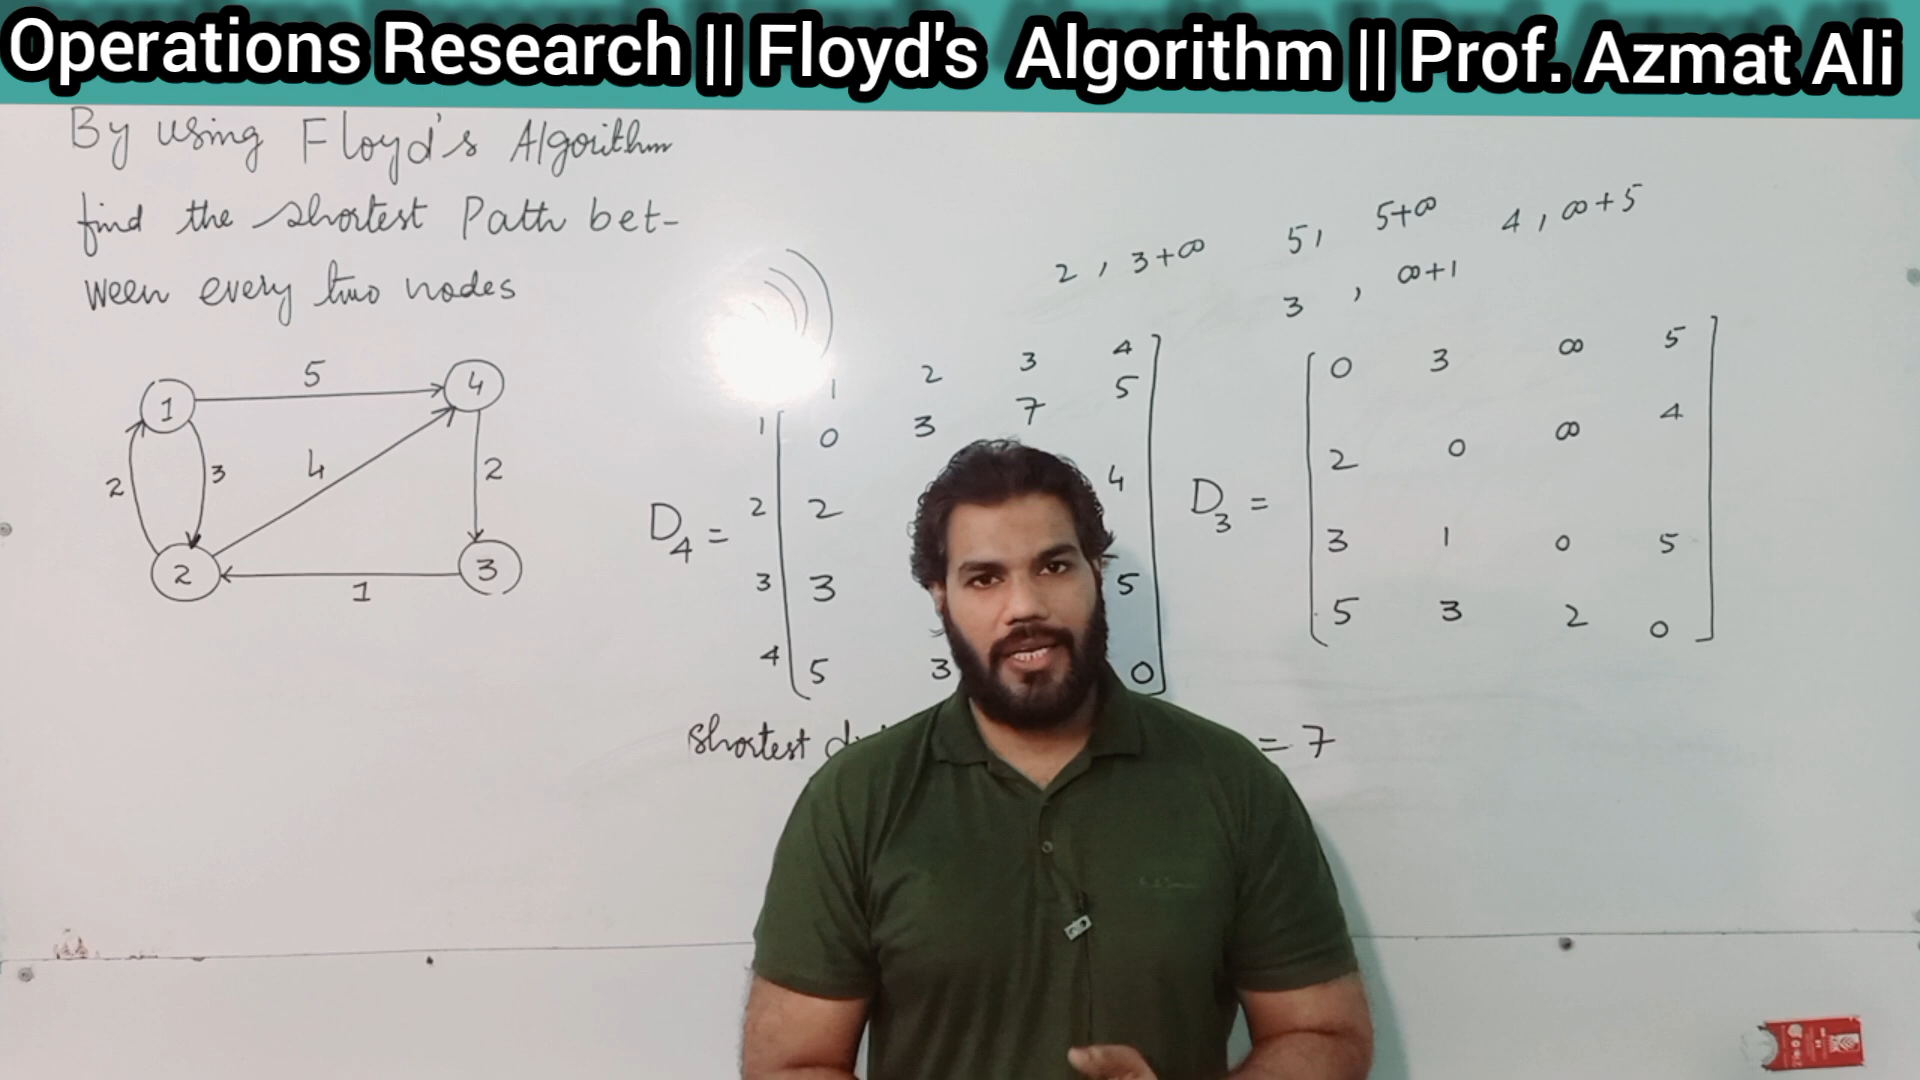 Operations Research || Floyd's Algorithm || Prof. Azmat Ali
By using Floyd's Algorithm
find the shortest Path bet-
ween every two nodes
2 , 3+∞
5, 5+∞
4 , ∞+5
3 , ∞+1
1 5 4
2 3 4 2
2 1 3
D4 =
1 2 3 4
1 0 3 7 5
2 2 4
3 3 5
4 5 3 0
D3 =
0 3 ∞ 5
2 0 ∞ 4
3 1 0 5
5 3 2 0
shortest
= 7